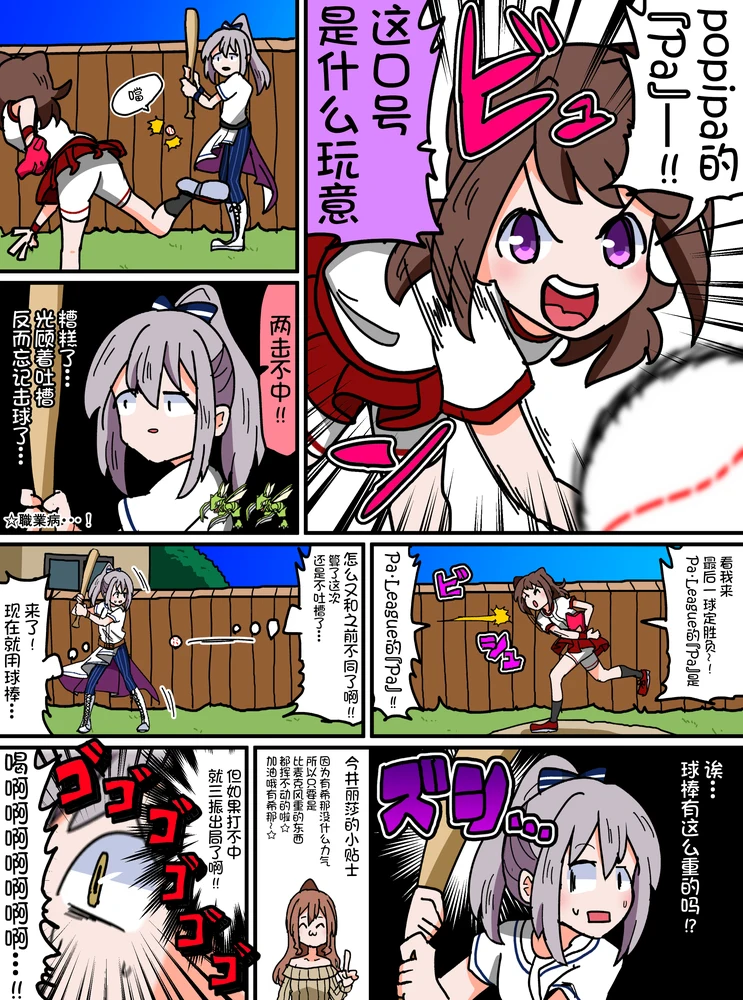 popipa的
『Pa』—!!
ビ
シュ
这口号
是什么玩意
噹
两击不中!!
糟糕了…
光顾着吐槽
反而忘记击球了…
☆職業病…！
看我来
最后一球定胜负~!
Pa·League的『Pa』是
Pa·League的『Pa』!!
ビ
シュ
怎么又和之前不同了啊!!
算了这次
还是不吐槽了…
来了!
现在就用球棒…
诶…
球棒有这么重的吗!?
ズシ…
今井丽莎的小贴士
因为有希那没什么力气
所以只要是
比麦克风重的东西
都挥不动的啦☆
加油哦有希那~☆
但如果打不中
就三振出局了啊!!
ゴゴゴゴ
ゴゴゴゴ
喝啊啊啊啊啊啊啊…!!